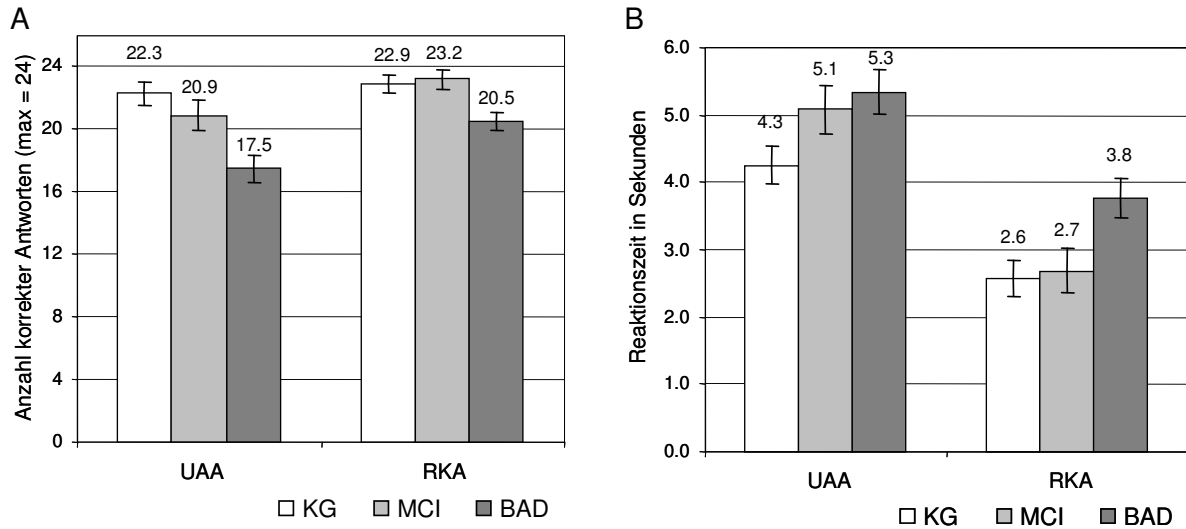 A
Anzahl korrekter Antworten (max = 24)
24
20
16
12
8
4
0
22.3
20.9
17.5
22.9
23.2
20.5
UAA
RKA
KG
MCI
BAD
B
Reaktionszeit in Sekunden
6.0
5.0
4.0
3.0
2.0
1.0
0.0
4.3
5.1
5.3
2.6
2.7
3.8
UAA
RKA
KG
MCI
BAD